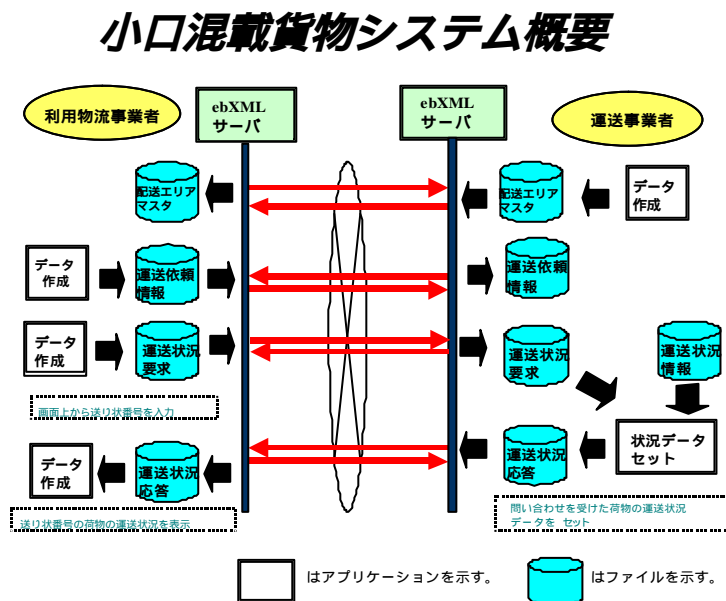 小口混載貨物システム概要
利用物流事業者
ebXML
サーバ
ebXML
サーバ
運送事業者
配送エリア
マスタ
配送エリア
マスタ
データ
作成
データ
作成
運送依頼
情報
運送依頼
情報
データ
作成
運送状況
要求
運送状況
要求
運送状況
情報
画面上から送り状番号を入力
データ
作成
運送状況
応答
運送状況
応答
状況データ
セット
送り状番号の荷物の運送状況を表示
問い合わせを受けた荷物の運送状況
データを セット
はアプリケーションを示す。
はファイルを示す。